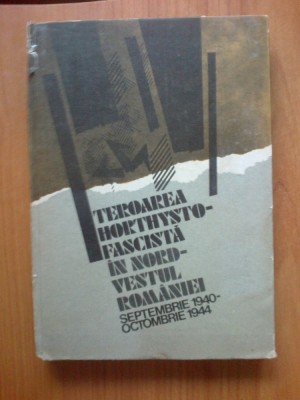 TEROAREA
HORTHYSTO-
FASCISTĂ
ÎN NORD-
VESTUL
ROMÂNIEI
SEPTEMBRIE 1940-
OCTOMBRIE 1944